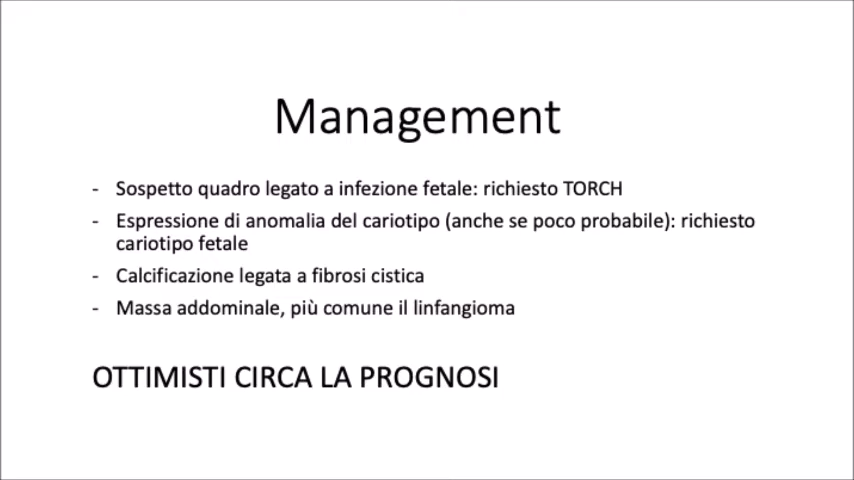 Management
- Sospetto quadro legato a infezione fetale: richiesto TORCH
- Espressione di anomalia del cariotipo (anche se poco probabile): richiesto
cariotipo fetale
- Calcificazione legata a fibrosi cistica
- Massa addominale, più comune il linfangioma
OTTIMISTI CIRCA LA PROGNOSI